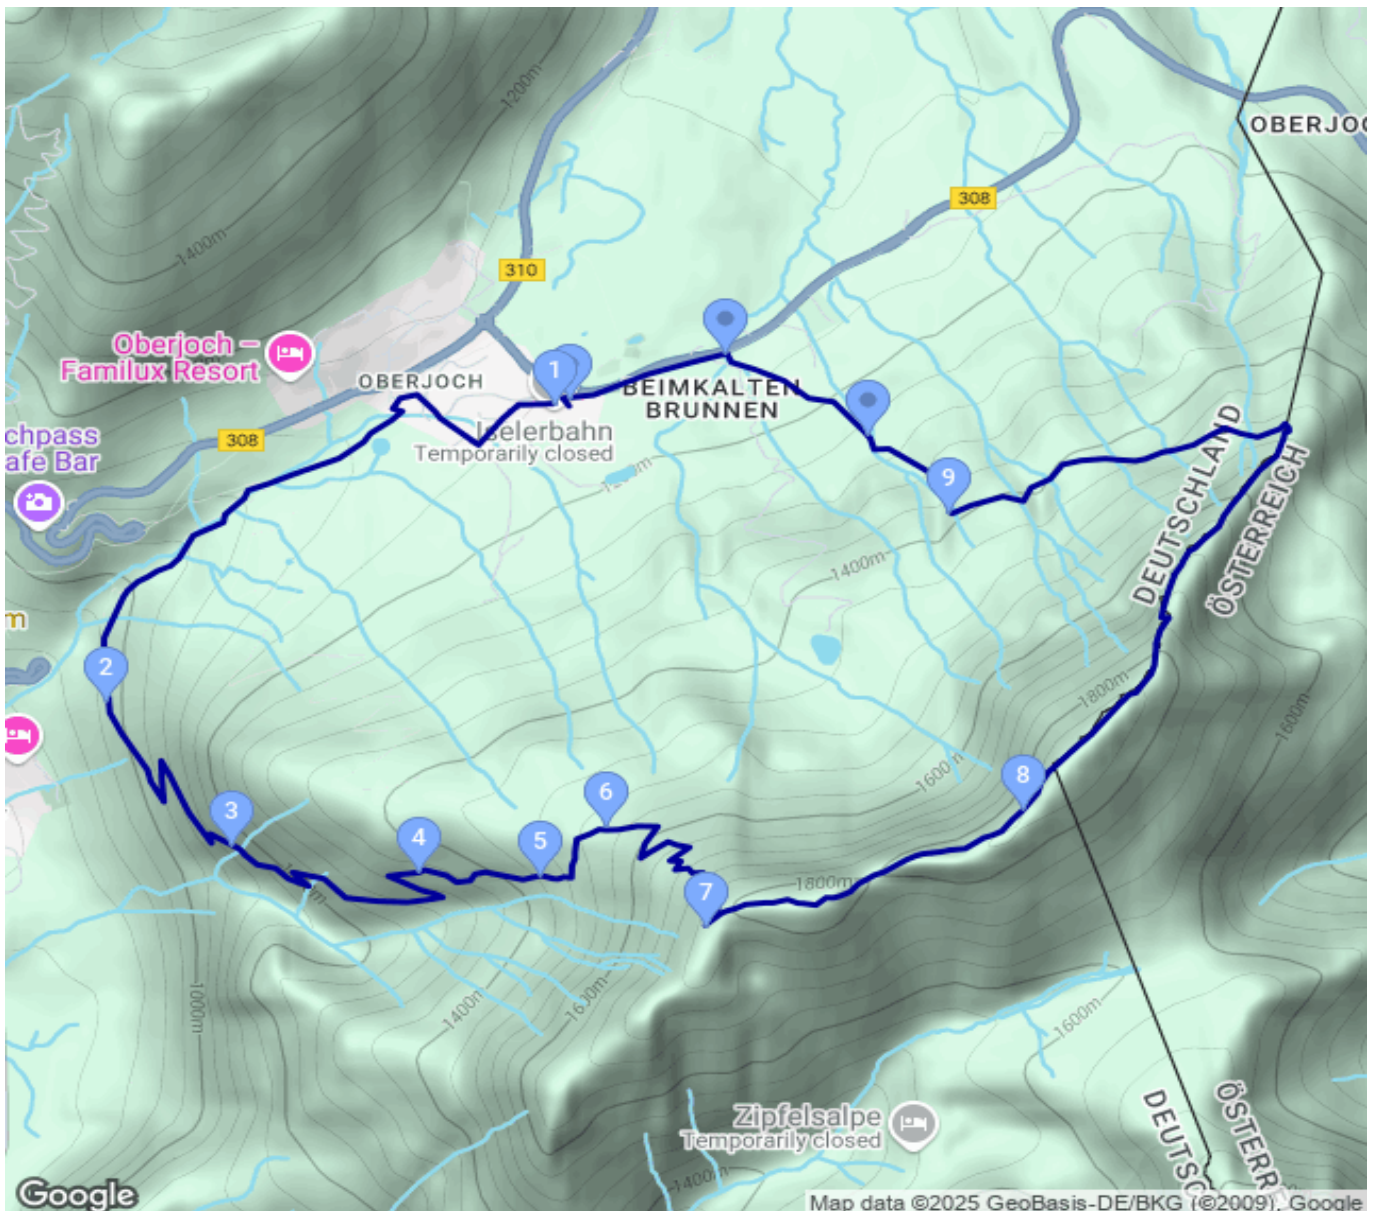 1200m
OBERJOC
1400m
308
310
Oberjoch –
Familux Resort
1
OBERJOCH
BEIMKALTEN
BRUNNEN
chpass
afe Bar
308
Iselerbahn
Temporarily closed
DEUTSCHLAND
ÖSTERREICH
9
1400m
m
2
1800m
1600m
1600m
8
3
4
5
6
7
1800m
1000m
1400m
1600m
1600m
Zipfelsalpe
Temporarily closed
DEUTSC
ÖSTERR
1400m
Google
Map data ©2025 GeoBasis-DE/BKG (©2009), Google